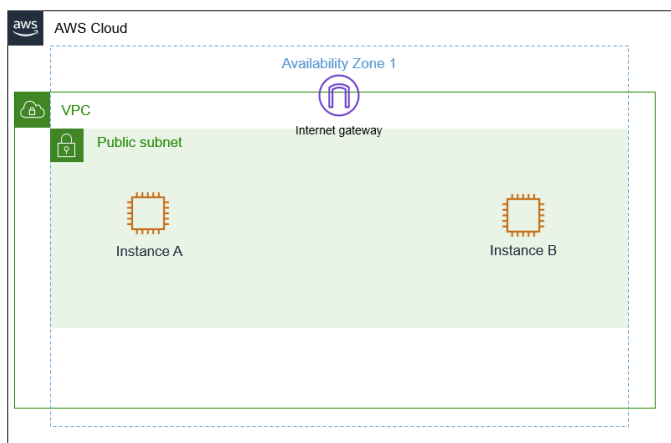 aws
AWS Cloud
Availability Zone 1
VPC
Internet gateway
Public subnet
Instance A
Instance B